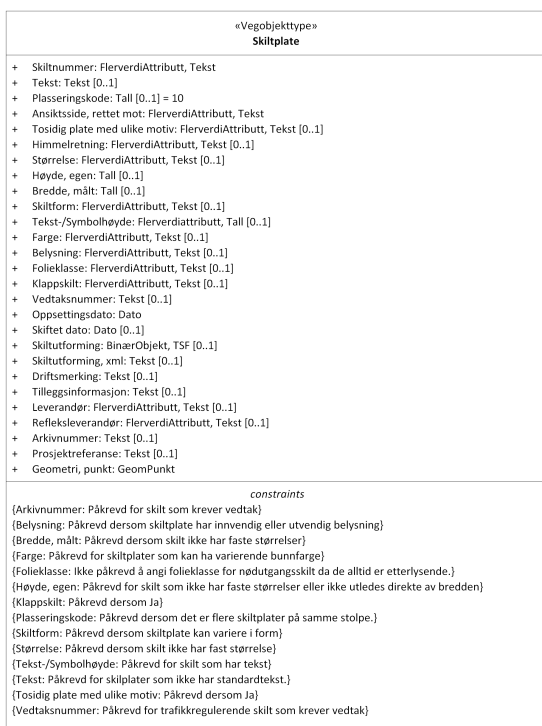 «Vegobjekttype»
Skiltplate
+ Skiltnummer: FlerverdiAttributt, Tekst
+ Tekst: Tekst [0..1]
+ Plasseringskode: Tall [0..1] = 10
+ Ansiktsside, rettet mot: FlerverdiAttributt, Tekst
+ Tosidig plate med ulike motiv: FlerverdiAttributt, Tekst [0..1]
+ Himmelretning: FlerverdiAttributt, Tekst [0..1]
+ Størrelse: FlerverdiAttributt, Tekst [0..1]
+ Høyde, egen: Tall [0..1]
+ Bredde, målt: Tall [0..1]
+ Skiltform: FlerverdiAttributt, Tekst [0..1]
+ Tekst-/Symbolhøyde: Flerverdiattributt, Tall [0..1]
+ Farge: FlerverdiAttributt, Tekst [0..1]
+ Belysning: FlerverdiAttributt, Tekst [0..1]
+ Folieklasse: FlerverdiAttributt, Tekst [0..1]
+ Klappskilt: FlerverdiAttributt, Tekst [0..1]
+ Vedtaksnummer: Tekst [0..1]
+ Oppsettingsdato: Dato
+ Skiftet dato: Dato [0..1]
+ Skiltutforming: BinærObjekt, TSF [0..1]
+ Skiltutforming, xml: Tekst [0..1]
+ Driftsmerking: Tekst [0..1]
+ Tilleggsinformasjon: Tekst [0..1]
+ Leverandør: FlerverdiAttributt, Tekst [0..1]
+ Refleksleverandør: FlerverdiAttributt, Tekst [0..1]
+ Arkivnummer: Tekst [0..1]
+ Prosjektreferanse: Tekst [0..1]
+ Geometri, punkt: GeomPunkt
constraints
{Arkivnummer: Påkrevd for skilt som krever vedtak}
{Belysning: Påkrevd dersom skiltplate har innvendig eller utvendig belysning}
{Bredde, målt: Påkrevd dersom skilt ikke har faste størrelser}
{Farge: Påkrevd for skiltplater som kan ha varierende bunnfarge}
{Folieklasse: Ikke påkrevd å angi folieklasse for nødutgangsskilt da de alltid er etterlysende.}
{Høyde, egen: Påkrevd for skilt som ikke har faste størrelser eller ikke utledes direkte av bredden}
{Klappskilt: Påkrevd dersom Ja}
{Plasseringskode: Påkrevd dersom det er flere skiltplater på samme stolpe.}
{Skiltform: Påkrevd dersom skiltplate kan variere i form}
{Størrelse: Påkrevd dersom skilt ikke har fast størrelse}
{Tekst-/Symbolhøyde: Påkrevd for skilt som har tekst}
{Tekst: Påkrevd for skilplater som ikke har standardtekst.}
{Tosidig plate med ulike motiv: Påkrevd dersom Ja}
{Vedtaksnummer: Påkrevd for trafikkregulerende skilt som krever vedtak}